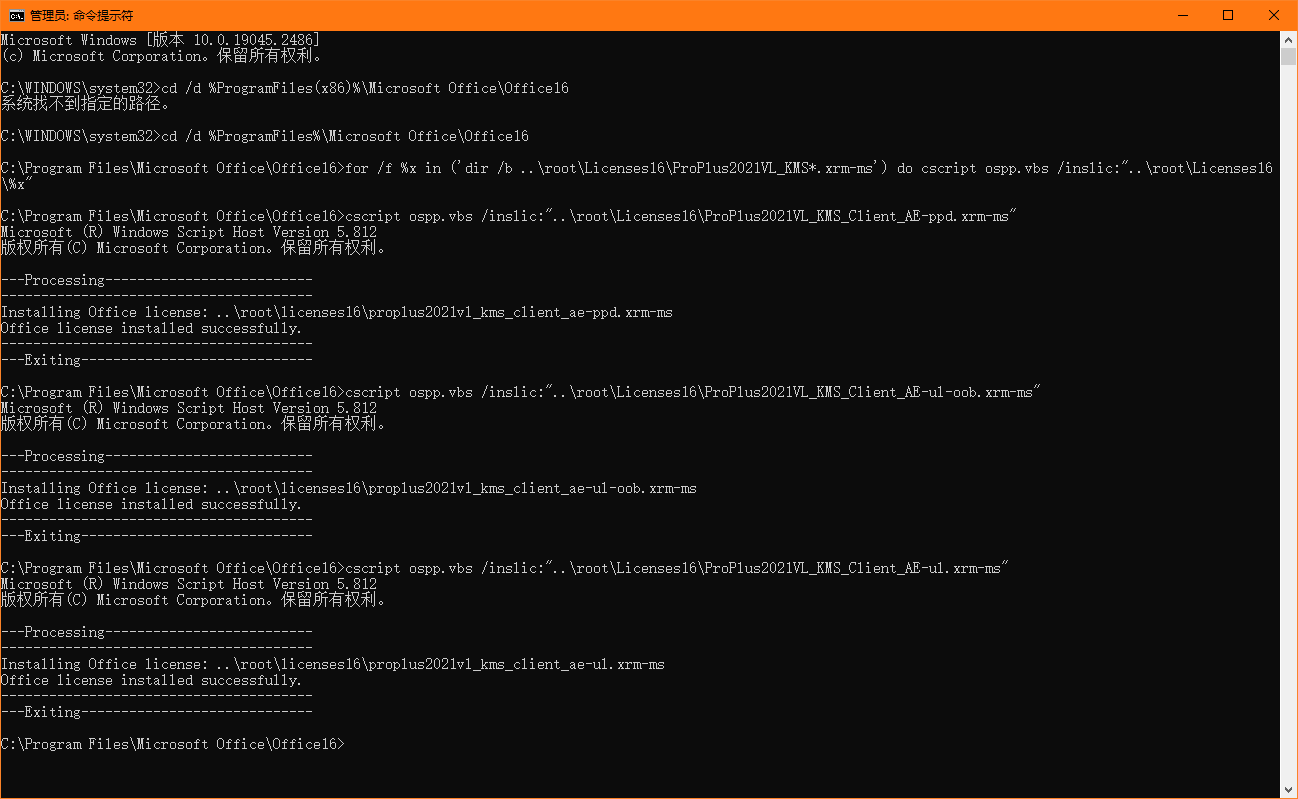 管理员: 命令提示符
Microsoft Windows [版本 10.0.19045.2486]
(c) Microsoft Corporation。保留所有权利。
C:\WINDOWS\system32>cd /d %ProgramFiles(x86)%\Microsoft Office\Office16
系统找不到指定的路径。
C:\WINDOWS\system32>cd /d %ProgramFiles%\Microsoft Office\Office16
C:\Program Files\Microsoft Office\Office16>for /f %x in ('dir /b ..\root\Licenses16\ProPlus2021VL_KMS*.xrm-ms') do cscript ospp.vbs /inslic:"..\root\Licenses16
\%x"
C:\Program Files\Microsoft Office\Office16>cscript ospp.vbs /inslic:"..\root\Licenses16\ProPlus2021VL_KMS_Client_AE-ppd.xrm-ms"
Microsoft (R) Windows Script Host Version 5.812
版权所有(C) Microsoft Corporation。保留所有权利。
---Processing--------------------------
---------------------------------------
Installing Office license: ..\root\licenses16\proplus2021vl_kms_client_ae-ppd.xrm-ms
Office license installed successfully.
---------------------------------------
---Exiting-----------------------------
C:\Program Files\Microsoft Office\Office16>cscript ospp.vbs /inslic:"..\root\Licenses16\ProPlus2021VL_KMS_Client_AE-ul-oob.xrm-ms"
Microsoft (R) Windows Script Host Version 5.812
版权所有(C) Microsoft Corporation。保留所有权利。
---Processing--------------------------
---------------------------------------
Installing Office license: ..\root\licenses16\proplus2021vl_kms_client_ae-ul-oob.xrm-ms
Office license installed successfully.
---------------------------------------
---Exiting-----------------------------
C:\Program Files\Microsoft Office\Office16>cscript ospp.vbs /inslic:"..\root\Licenses16\ProPlus2021VL_KMS_Client_AE-ul.xrm-ms"
Microsoft (R) Windows Script Host Version 5.812
版权所有(C) Microsoft Corporation。保留所有权利。
---Processing--------------------------
---------------------------------------
Installing Office license: ..\root\licenses16\proplus2021vl_kms_client_ae-ul.xrm-ms
Office license installed successfully.
---------------------------------------
---Exiting-----------------------------
C:\Program Files\Microsoft Office\Office16>